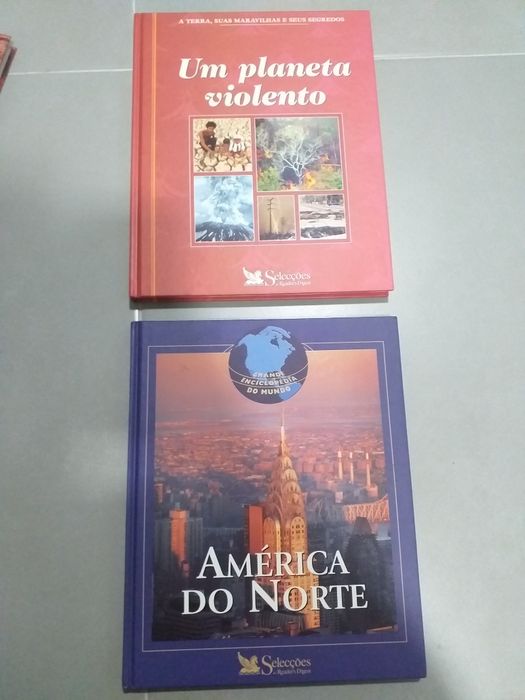 A TERRA, SUAS MARAVILHAS E SEUS SEGREDOS
Um planeta
violento
Selecções
Reader's Digest
GRANDE
ENCICLOPÉDIA
DO MUNDO
AMÉRICA
DO NORTE
Selecções
Reader's Digest